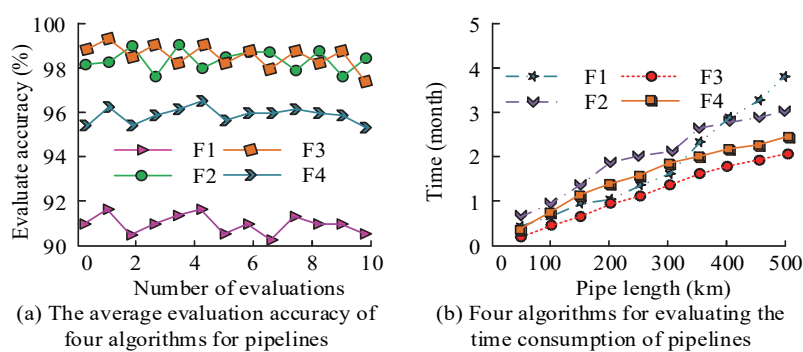 Evaluate accuracy (%)
100
98
96
94
92
90
F1
F3
F2
F4
0
2
4
6
8
10
Number of evaluations
(a) The average evaluation accuracy of
four algorithms for pipelines
Time (month)
5
4
3
2
1
0
F1
F3
F2
F4
0
100
200
300
400
500
Pipe length (km)
(b) Four algorithms for evaluating the
time consumption of pipelines